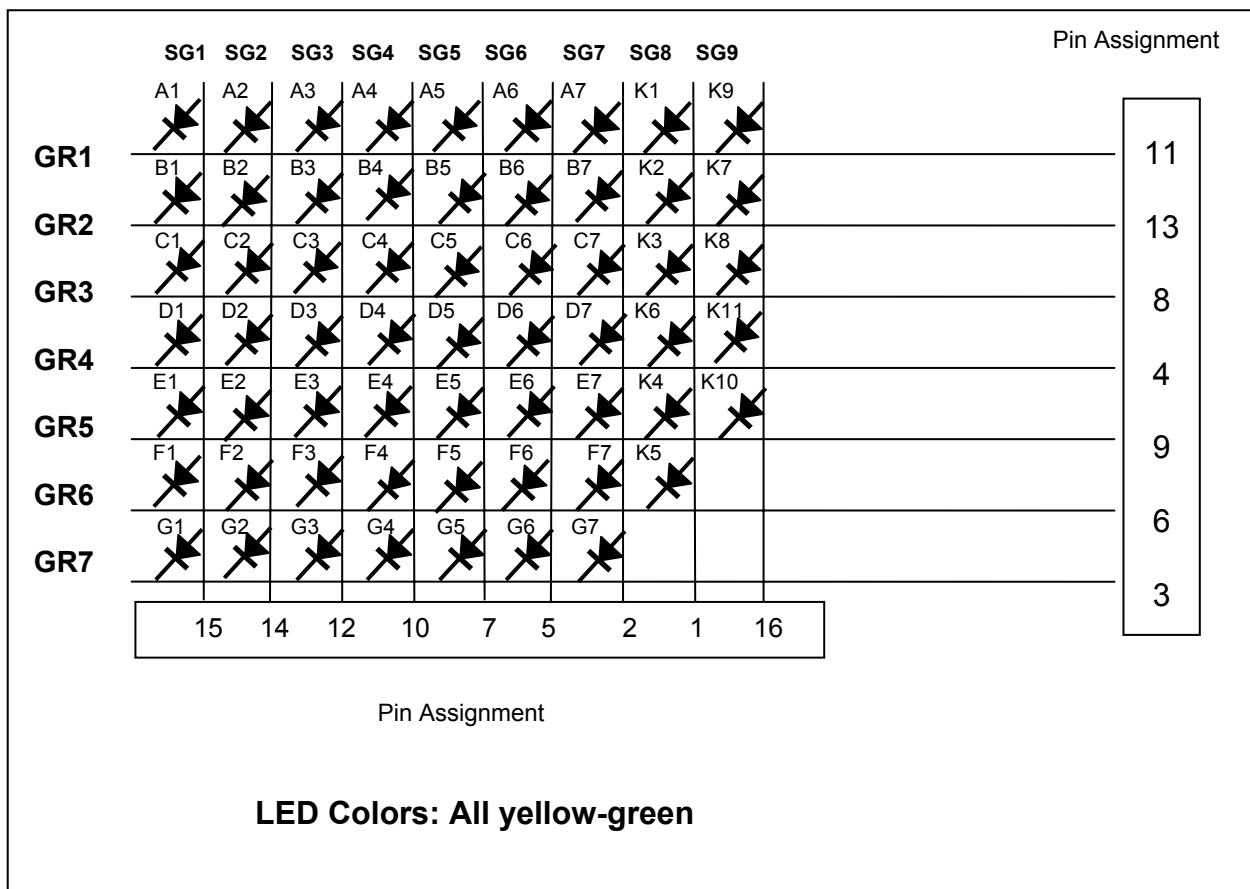 Pin Assignment
SG1 SG2 SG3 SG4 SG5 SG6 SG7 SG8 SG9
A1 A2 A3 A4 A5 A6 A7 K1 K9
GR1 11
B1 B2 B3 B4 B5 B6 B7 K2 K7
GR2 13
C1 C2 C3 C4 C5 C6 C7 K3 K8
GR3 8
D1 D2 D3 D4 D5 D6 D7 K6 K11
GR4 4
E1 E2 E3 E4 E5 E6 E7 K4 K10
GR5 9
F1 F2 F3 F4 F5 F6 F7 K5
GR6 6
G1 G2 G3 G4 G5 G6 G7
GR7 3
15 14 12 10 7 5 2 1 16
Pin Assignment
LED Colors: All yellow-green